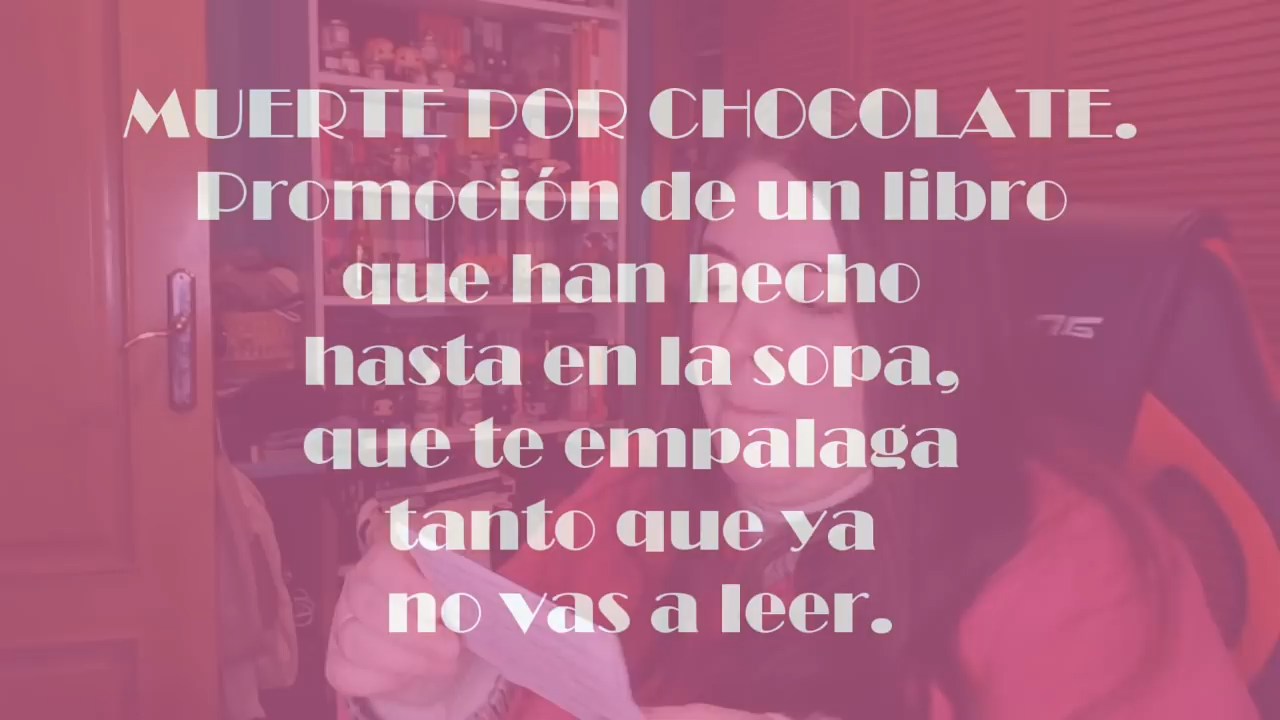 MUERTE POR CHOCOLATE.
Promoción de un libro
que han hecho
hasta en la sopa,
que te empalaga
tanto que ya
no vas a leer.